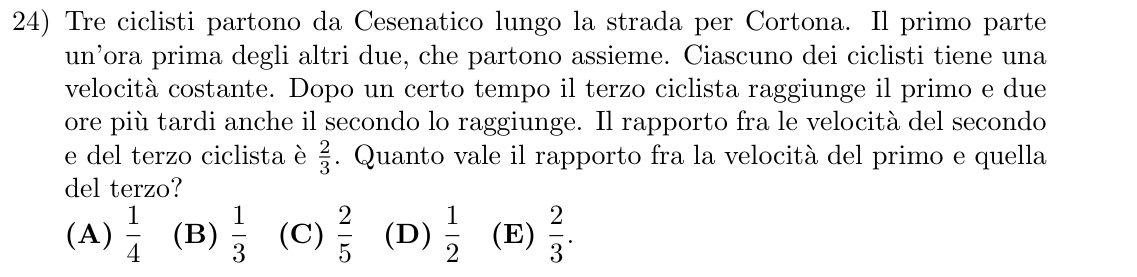 24) Tre ciclisti partono da Cesenatico lungo la strada per Cortona. Il primo parte
un'ora prima degli altri due, che partono assieme. Ciascuno dei ciclisti tiene una
velocità costante. Dopo un certo tempo il terzo ciclista raggiunge il primo e due
ore più tardi anche il secondo lo raggiunge. Il rapporto fra le velocità del secondo
e del terzo ciclista è 2/3. Quanto vale il rapporto fra la velocità del primo e quella
del terzo?
(A) 1/4 (B) 1/3 (C) 2/5 (D) 1/2 (E) 2/3.